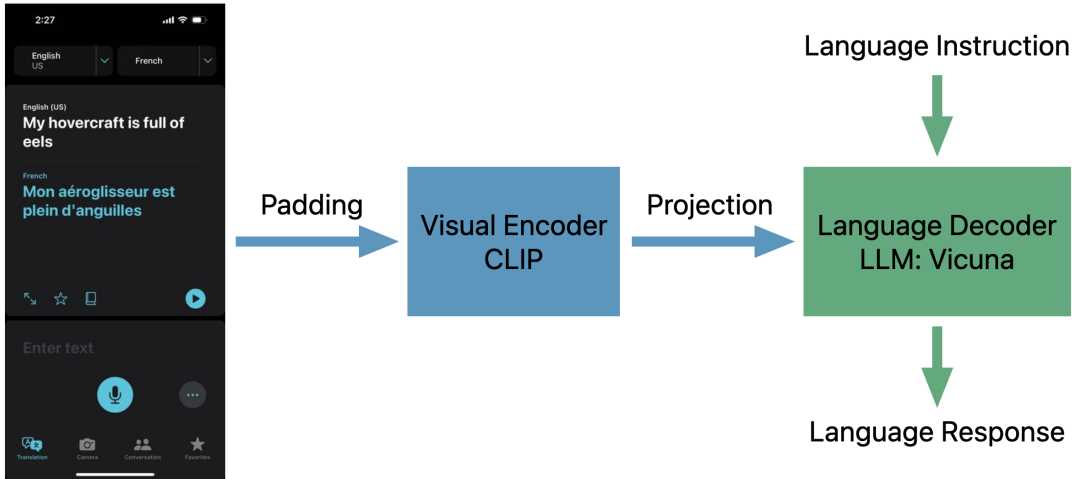 2:27
English
US
French
English (US)
My hovercraft is full of
eels
French
Mon aéroglisseur est
plein d'anguilles
Enter text
Translation
Camera
Conversation
Favorites
Padding
Visual Encoder
CLIP
Projection
Language Instruction
Language Decoder
LLM: Vicuna
Language Response